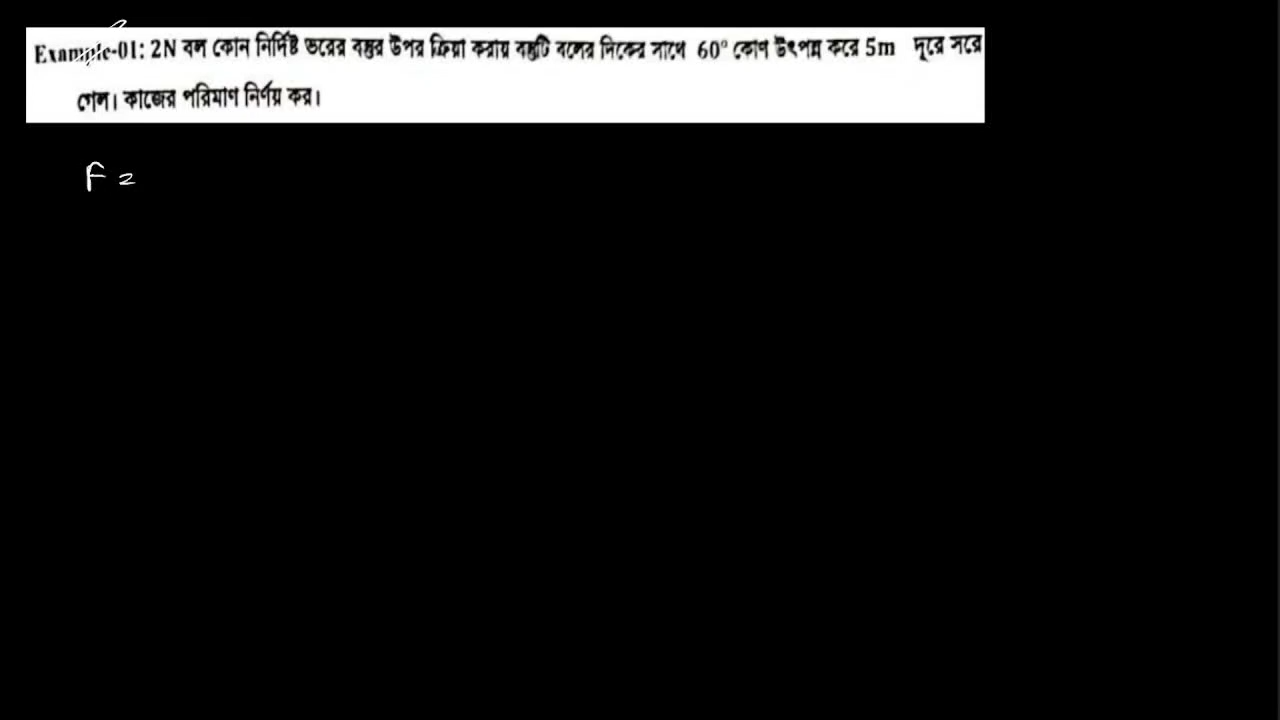 Example-01: 2N বল কোন নির্দিষ্ট ভরের বস্তুর উপর ক্রিয়া করায় বস্তুটি বলের দিকের সাথে 60° কোণ উৎপন্ন করে 5m দূরে সরে
গেল। কাজের পরিমাণ নির্ণয় কর।
F =